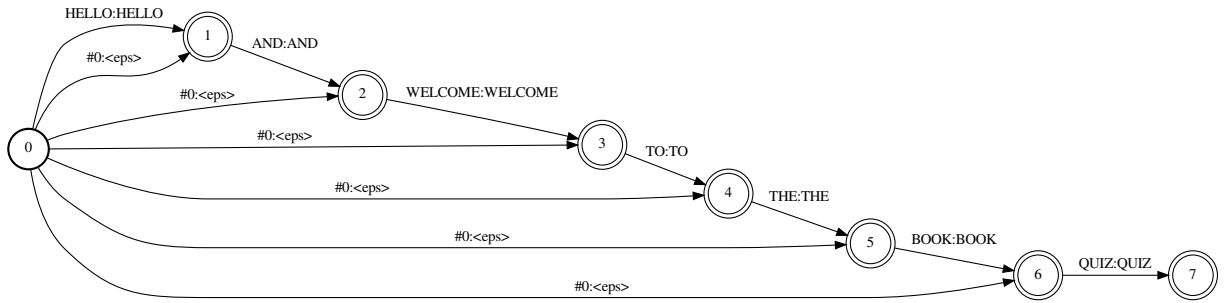 HELLO:HELLO
1
#0:<eps>
AND:AND
#0:<eps>
2
WELCOME:WELCOME
0
#0:<eps>
3
TO:TO
#0:<eps>
4
THE:THE
#0:<eps>
5
BOOK:BOOK
#0:<eps>
6
QUIZ:QUIZ
7